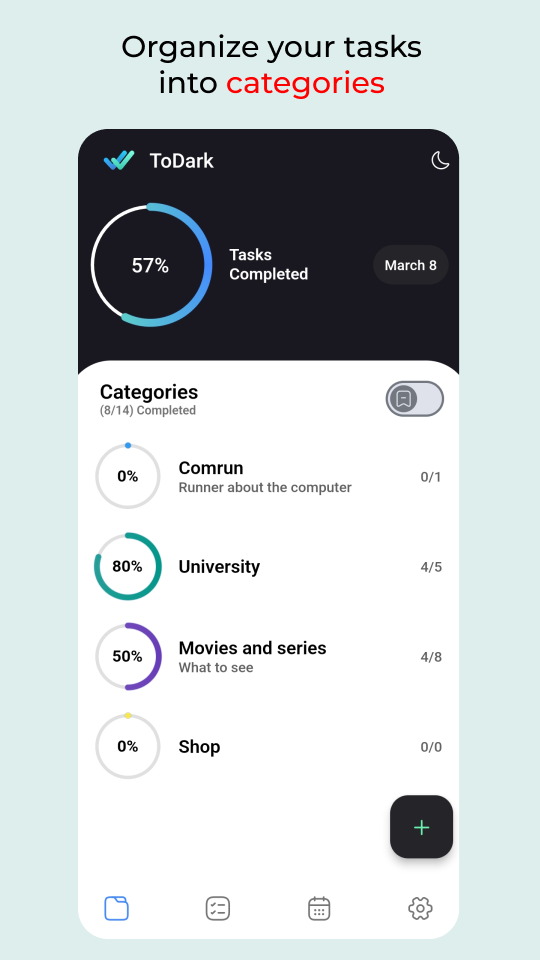 Organize your tasks
into categories
ToDark
57%
Tasks
Completed
March 8
Categories
(8/14) Completed
0%
Comrun
Runner about the computer
0/1
80%
University
4/5
50%
Movies and series
What to see
4/8
0%
Shop
0/0